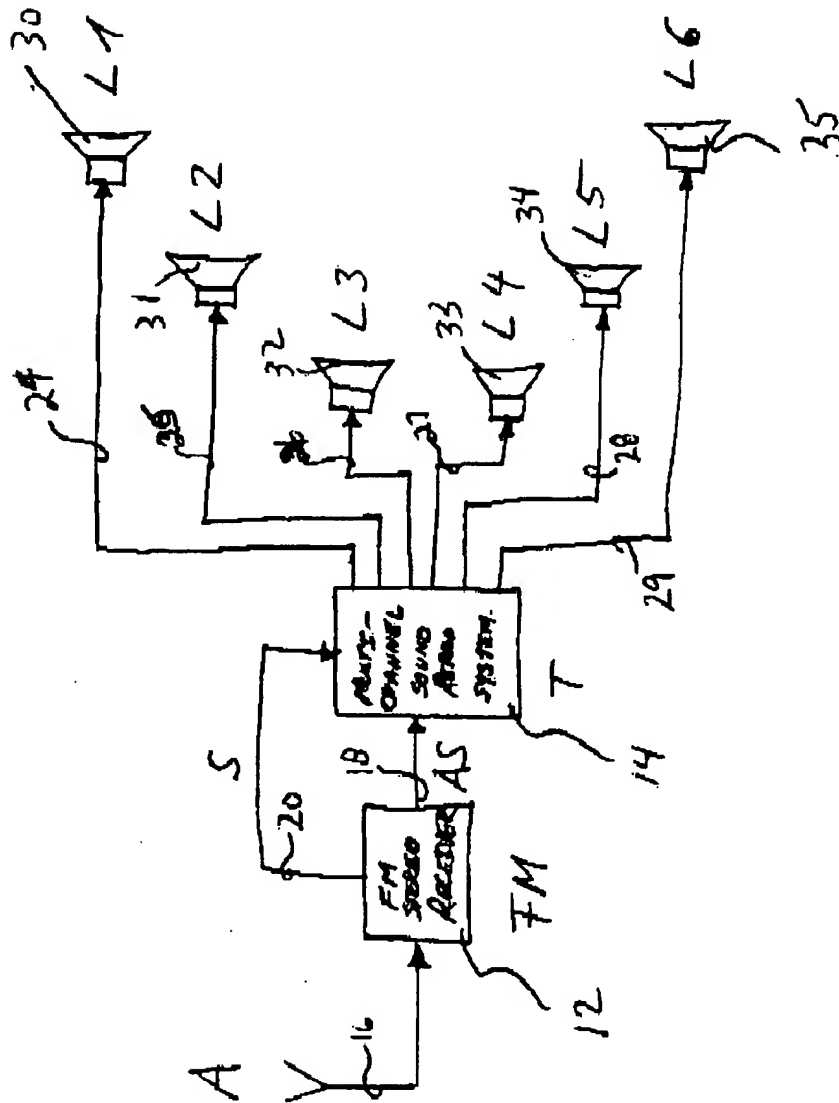 A
16
12
FM
FM
STEREO
RECEIVER
20
S
18
AS
14
T
MULTI-
CHANNEL
SOUND
SYSTEM
24
27
28
29
30
L1
31
L2
32
L3
33
L4
34
L5
35
L6